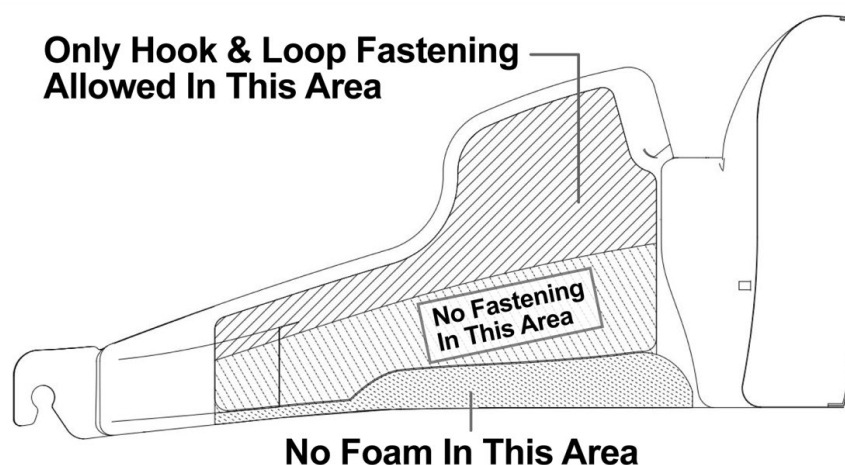 Only Hook & Loop Fastening
Allowed In This Area
No Fastening
In This Area
No Foam In This Area